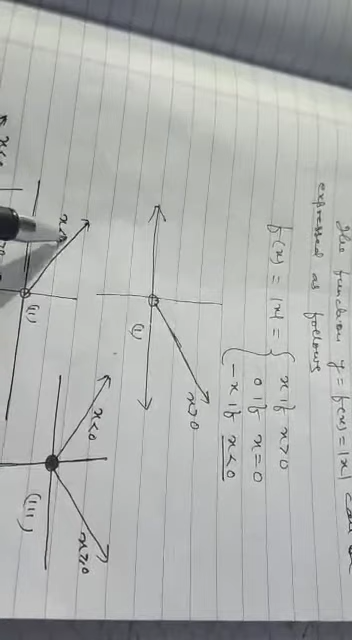 The function y = f(x) = |x| can be
expressed as follows
f(x) = |x| = { x if x>0
0 if x=0
-x if x<0
x>0
(i)
x<0
(ii)
x<0
x>0
(iii)